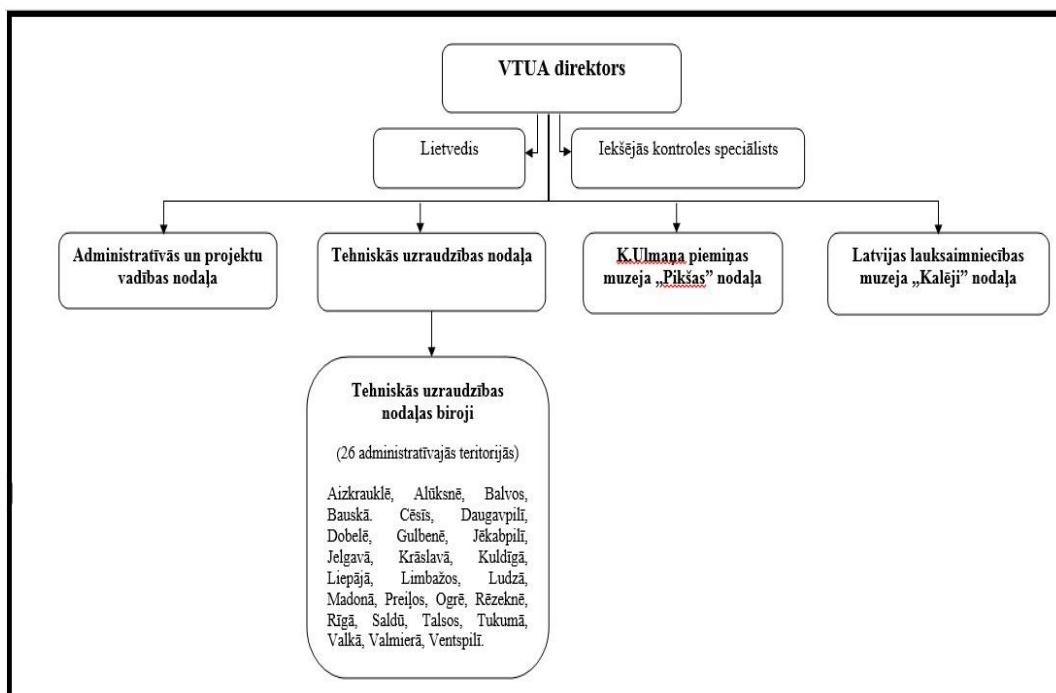 VTUA direktors
Lietvedis
Iekšējās kontroles speciālists
Administratīvās un projektu
vadības nodaļa
Tehniskās uzraudzības nodaļa
K.Ulmaņa piemiņas
muzeja „Pikšas” nodaļa
Latvijas lauksaimniecības
muzeja „Kalēji” nodaļa
Tehniskās uzraudzības
nodaļas biroji
(26 administratīvajās teritorijās)
Aizkrauklē, Alūksnē, Balvos,
Bauskā. Cēsīs, Daugavpilī,
Dobelē, Gulbenē, Jēkabpilī,
Jelgavā, Krāslavā, Kuldīgā,
Liepājā, Limbažos, Ludzā,
Madonā, Preiļos, Ogrē, Rēzeknē,
Rīgā, Saldū, Talsos, Tukumā,
Valkā, Valmierā, Ventspilī.